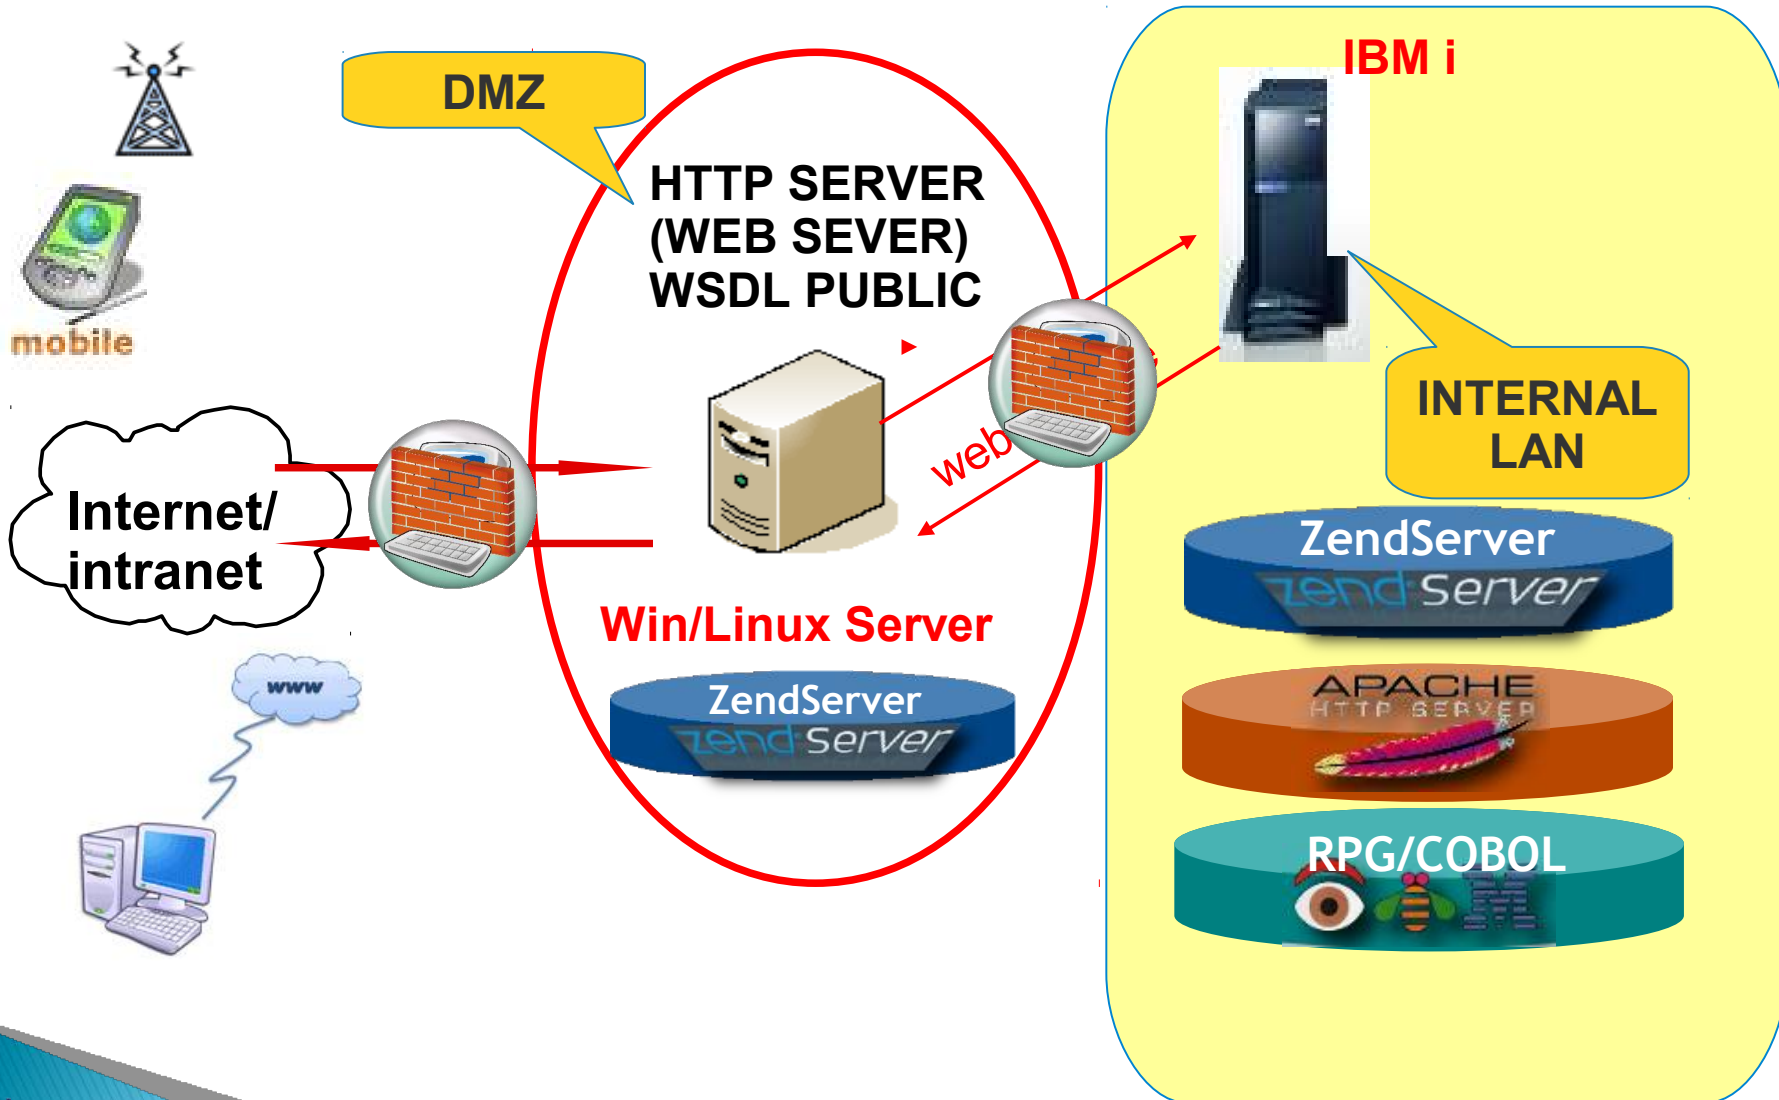 DMZ
IBM i
HTTP SERVER
(WEB SEVER)
WSDL PUBLIC
mobile
INTERNAL
LAN
web
Internet/
intranet
ZendServer
zend Server
Win/Linux Server
www
ZendServer
zend Server
APACHE
HTTP SERVER
RPG/COBOL
M